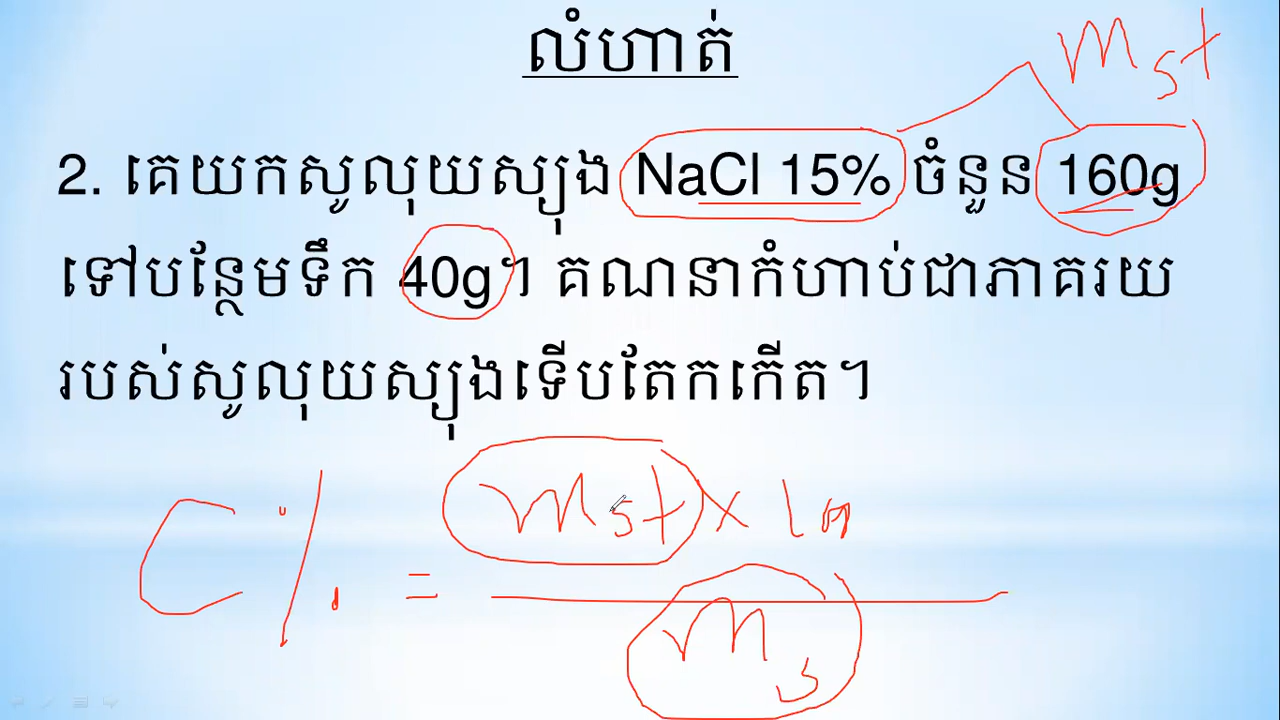 លំហាត់
mst
2. គេយកសូលុយស្យុង NaCl 15% ចំនួន 160g
ទៅបន្ថែមទឹក 40g។ គណនាកំហាប់ជាភាគរយ
របស់សូលុយស្យុងទើបតែកកើត។
C% = mst x 100
ms